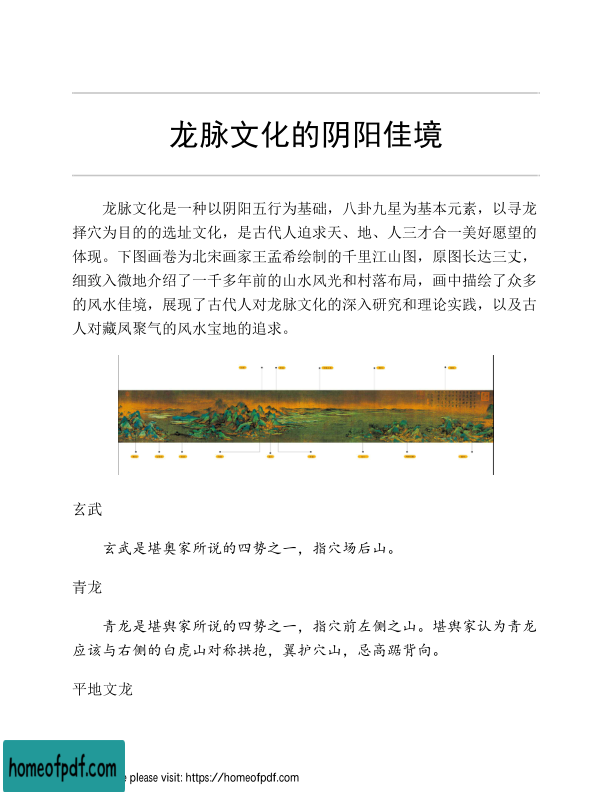 龙脉文化的阴阳佳境
龙脉文化是一种以阴阳五行为基础，八卦九星为基本元素，以寻龙
择穴为目的的选址文化，是古代人追求天、地、人三才合一美好愿望的
体现。下图画卷为北宋画家王孟希绘制的千里江山图，原图长达三丈，
细致入微地介绍了一千多年前的山水风光和村落布局，画中描绘了众多
的风水佳境，展现了古代人对龙脉文化的深入研究和理论实践，以及古
人对藏凤聚气的风水宝地的追求。
玄武
玄武是堪奥家所说的四势之一，指穴场后山。
青龙
青龙是堪舆家所说的四势之一，指穴前左侧之山。堪舆家认为青龙
应该与右侧的白虎山对称拱抱，翼护穴山，忌高踞背向。
平地文龙
homeofpdf.com
e please visit: https://homeofpdf.com